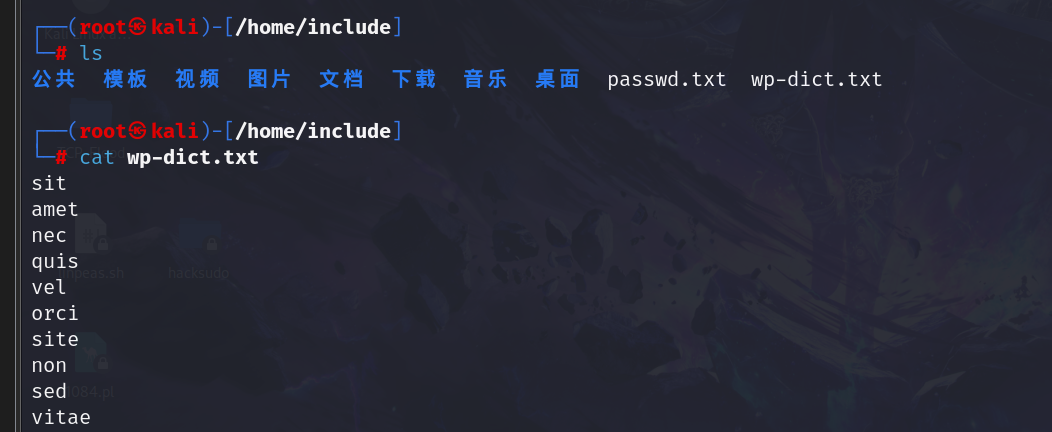 ┌──(root㉿kali)-[/home/include]
└─# ls
公共 模板 视频 图片 文档 下载 音乐 桌面 passwd.txt wp-dict.txt
┌──(root㉿kali)-[/home/include]
└─# cat wp-dict.txt
sit
amet
nec
quis
vel
orci
site
non
sed
vitae
hacksudp